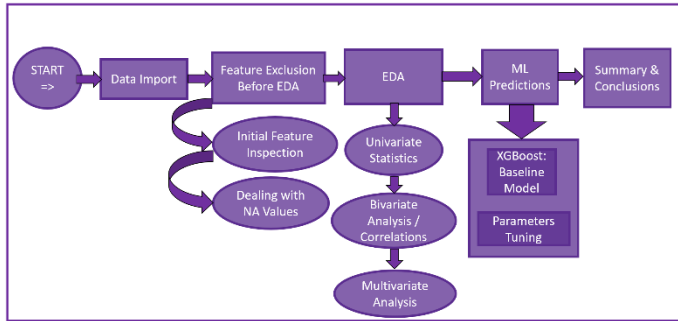 START
=>
Data Import
Feature Exclusion
Before EDA
EDA
ML
Predictions
Summary &
Conclusions
Initial Feature
Inspection
Dealing with
NA Values
Univariate
Statistics
Bivariate
Analysis /
Correlations
Multivariate
Analysis
XGBoost:
Baseline
Model
Parameters
Tuning